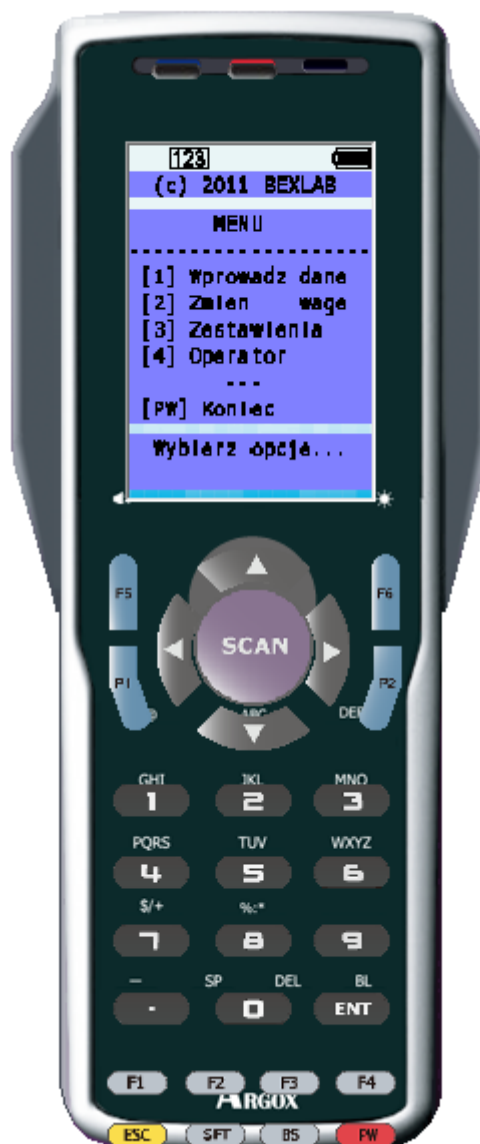 123
(c) 2011 BEXLAB
MENU
--------------------
[1] Wprowadz dane
[2] Zmien wage
[3] Zestawienia
[4] Operator
---
[PW] Koniec
Wybierz opcje...
F5 F6
SCAN
P1 P2
ABC DEF
GHI JKL MNO
1 2 3
PQRS TUV WXYZ
4 5 6
$/+ %:*
7 8 9
– SP DEL BL
. 0 ENT
F1 F2 F3 F4
ARGOX
ESC SFT BS PW